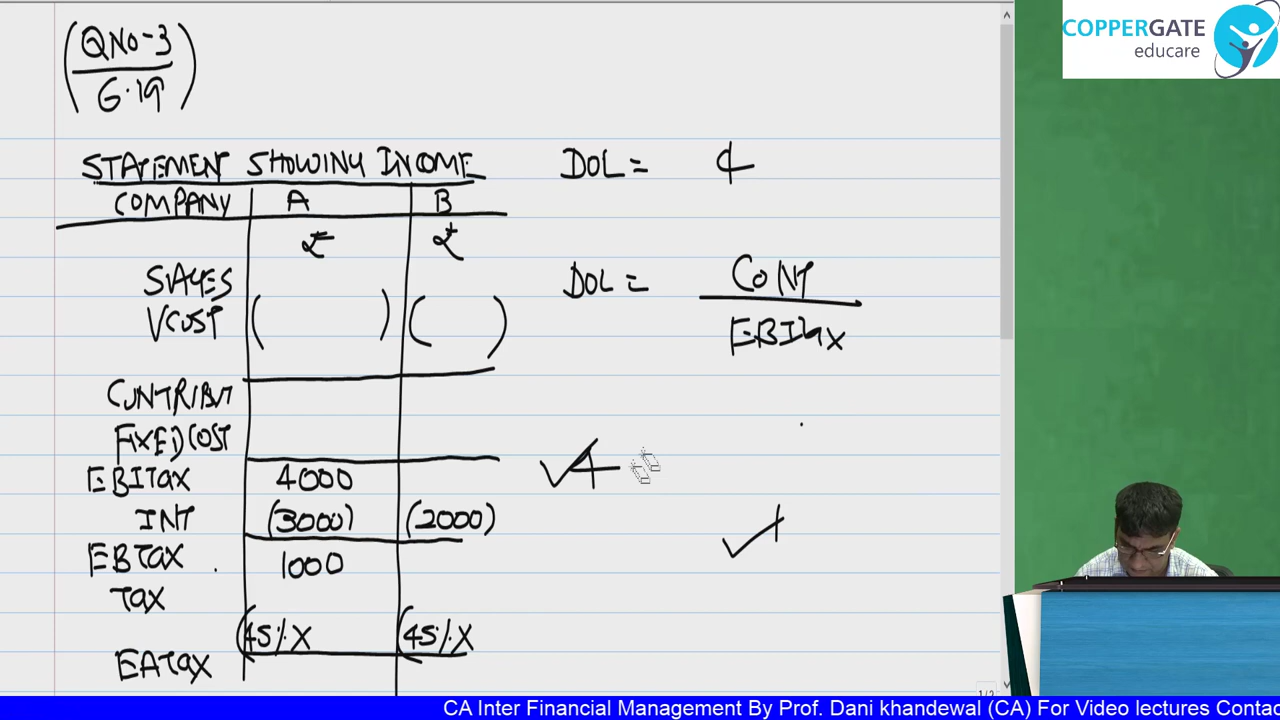 QNo-3
6.19
COPPERGATE
educare
STATEMENT SHOWING INCOME
COMPANY A B
₹ ₹
SALES
VCOST ( ) ( )
CONTRIBUT
FIXED COST
EBITAX 4000
INT (3000) (2000)
EBTAX 1000
TAX
(45% X (45% X
EATAX
DOL = 4
DOL = CONT
EBITax
4
CA Inter Financial Management By Prof. Dani khandewal (CA) For Video lectures Contac